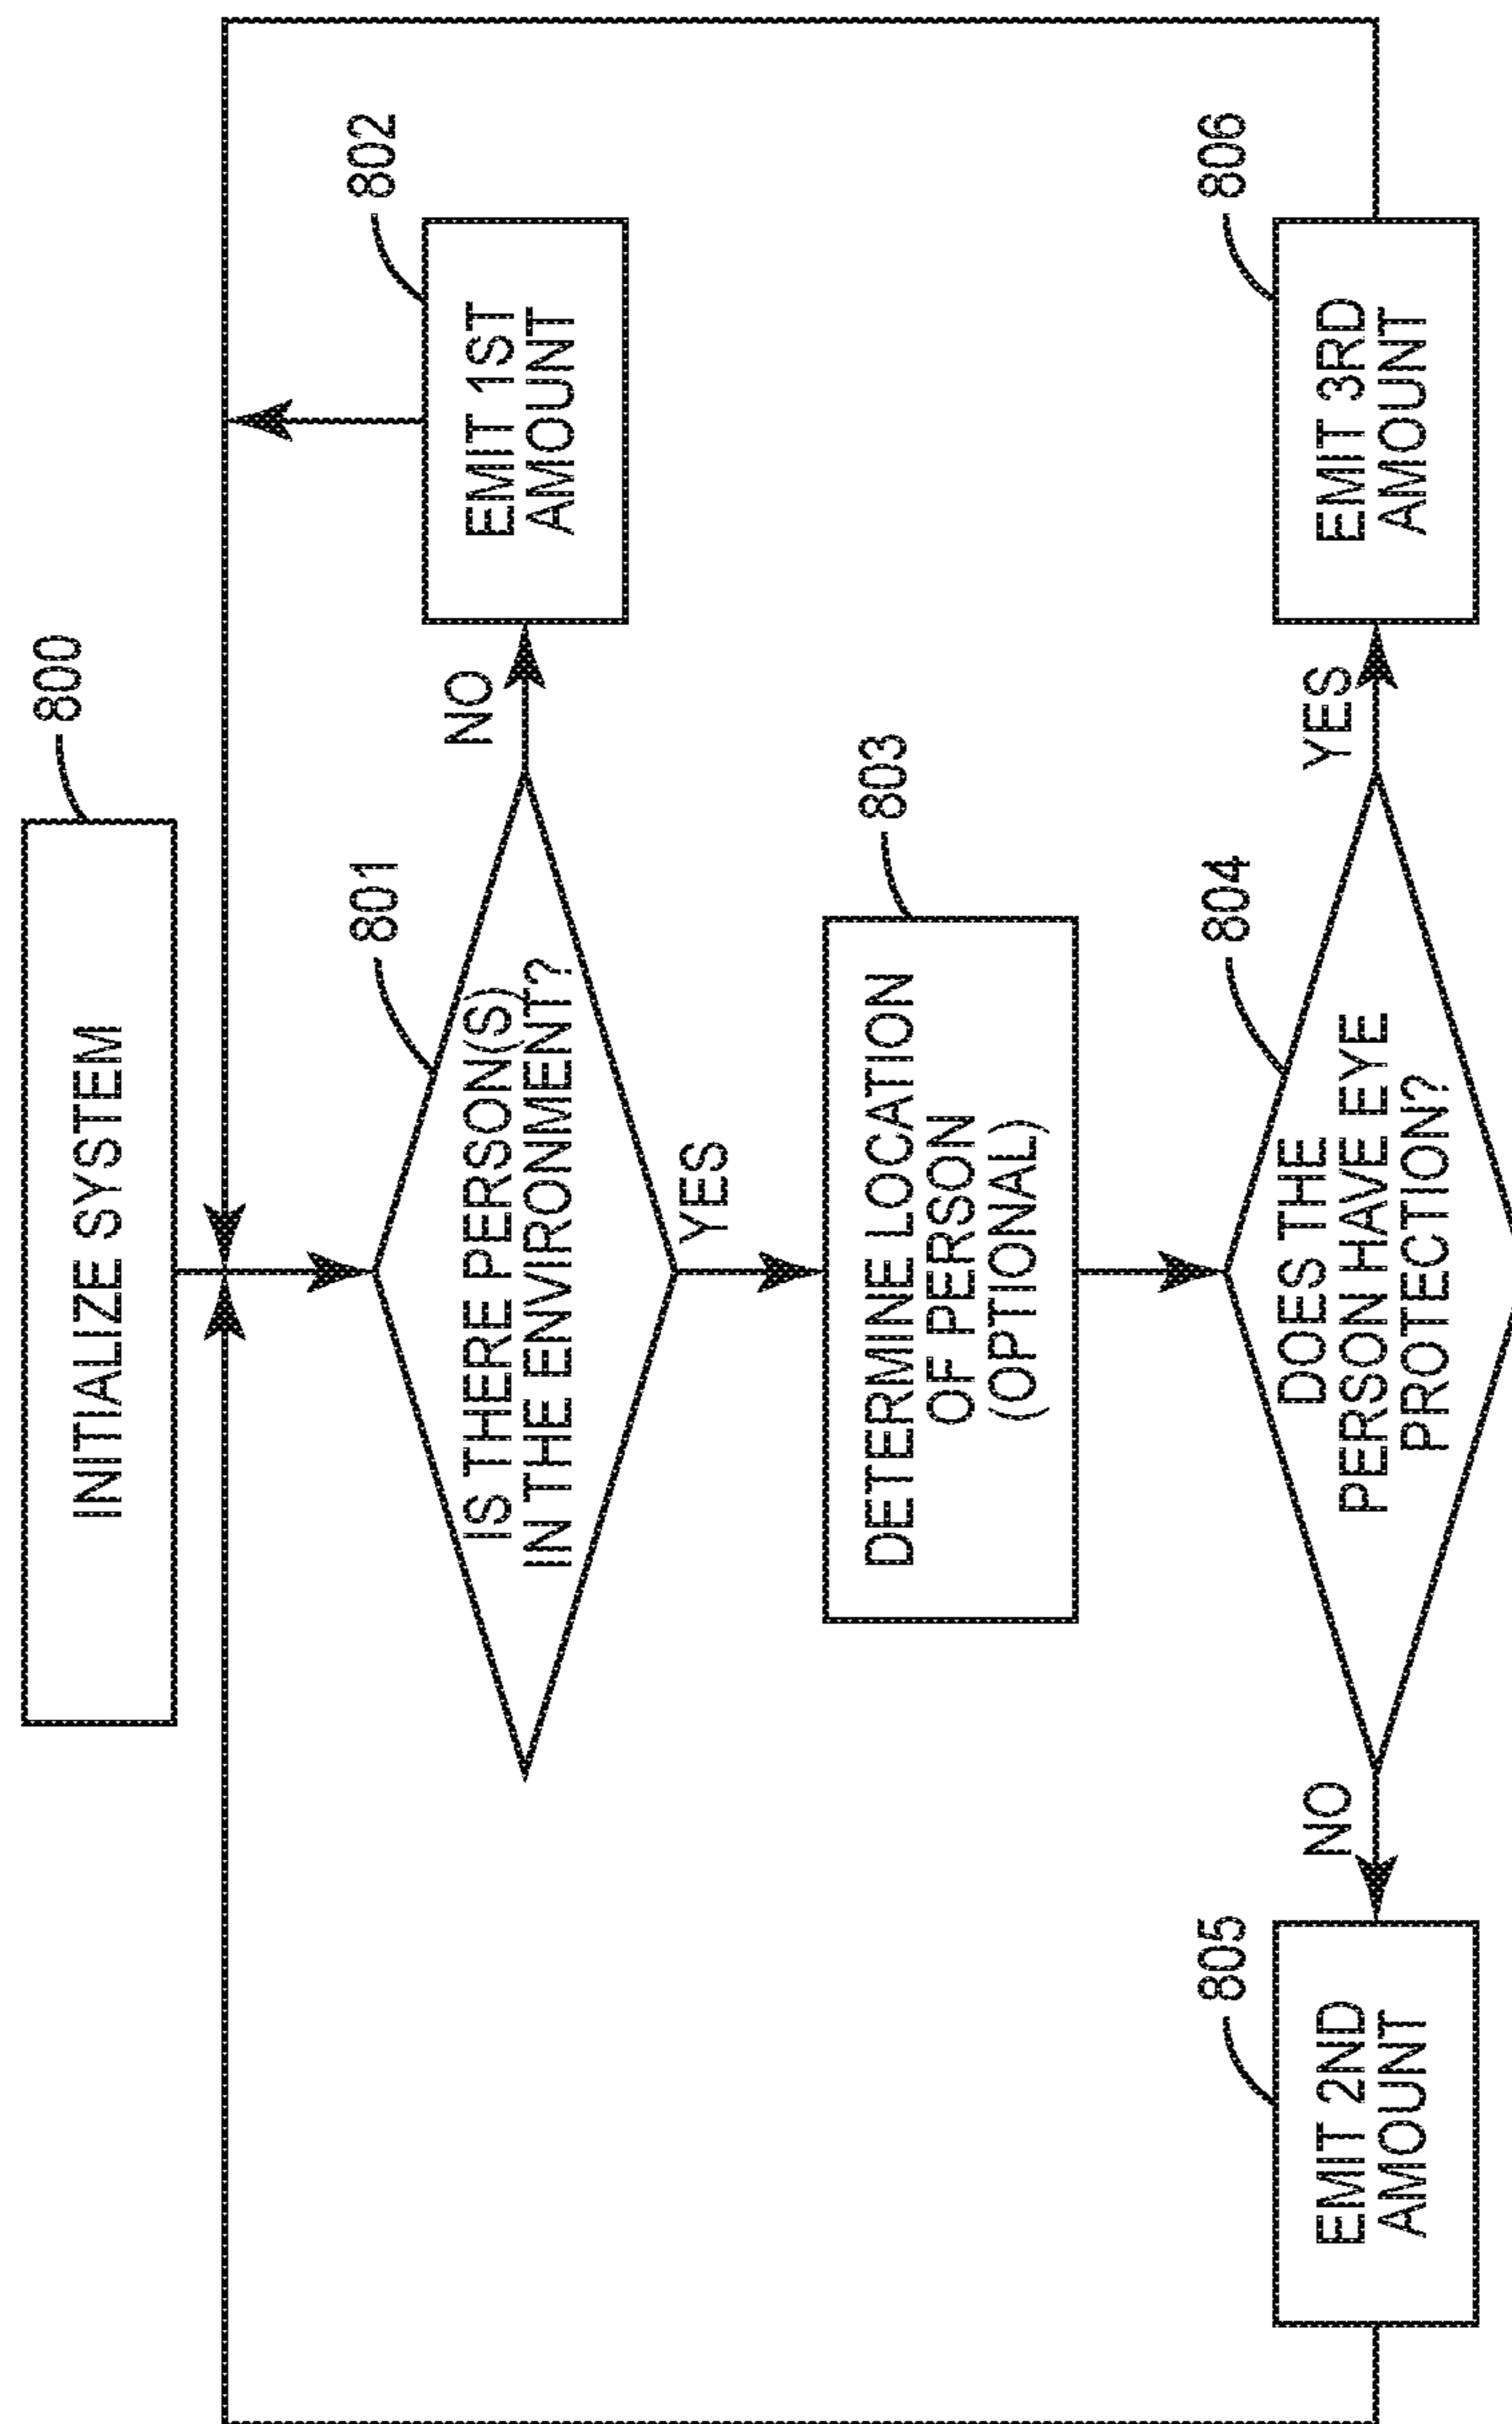 INITIALIZE SYSTEM
800
IS THERE PERSON(S)
IN THE ENVIRONMENT?
801
NO
EMIT 1ST
AMOUNT
802
YES
DETERMINE LOCATION
OF PERSON
(OPTIONAL)
803
DOES THE
PERSON HAVE EYE
PROTECTION?
804
NO
EMIT 2ND
AMOUNT
805
YES
EMIT 3RD
AMOUNT
806